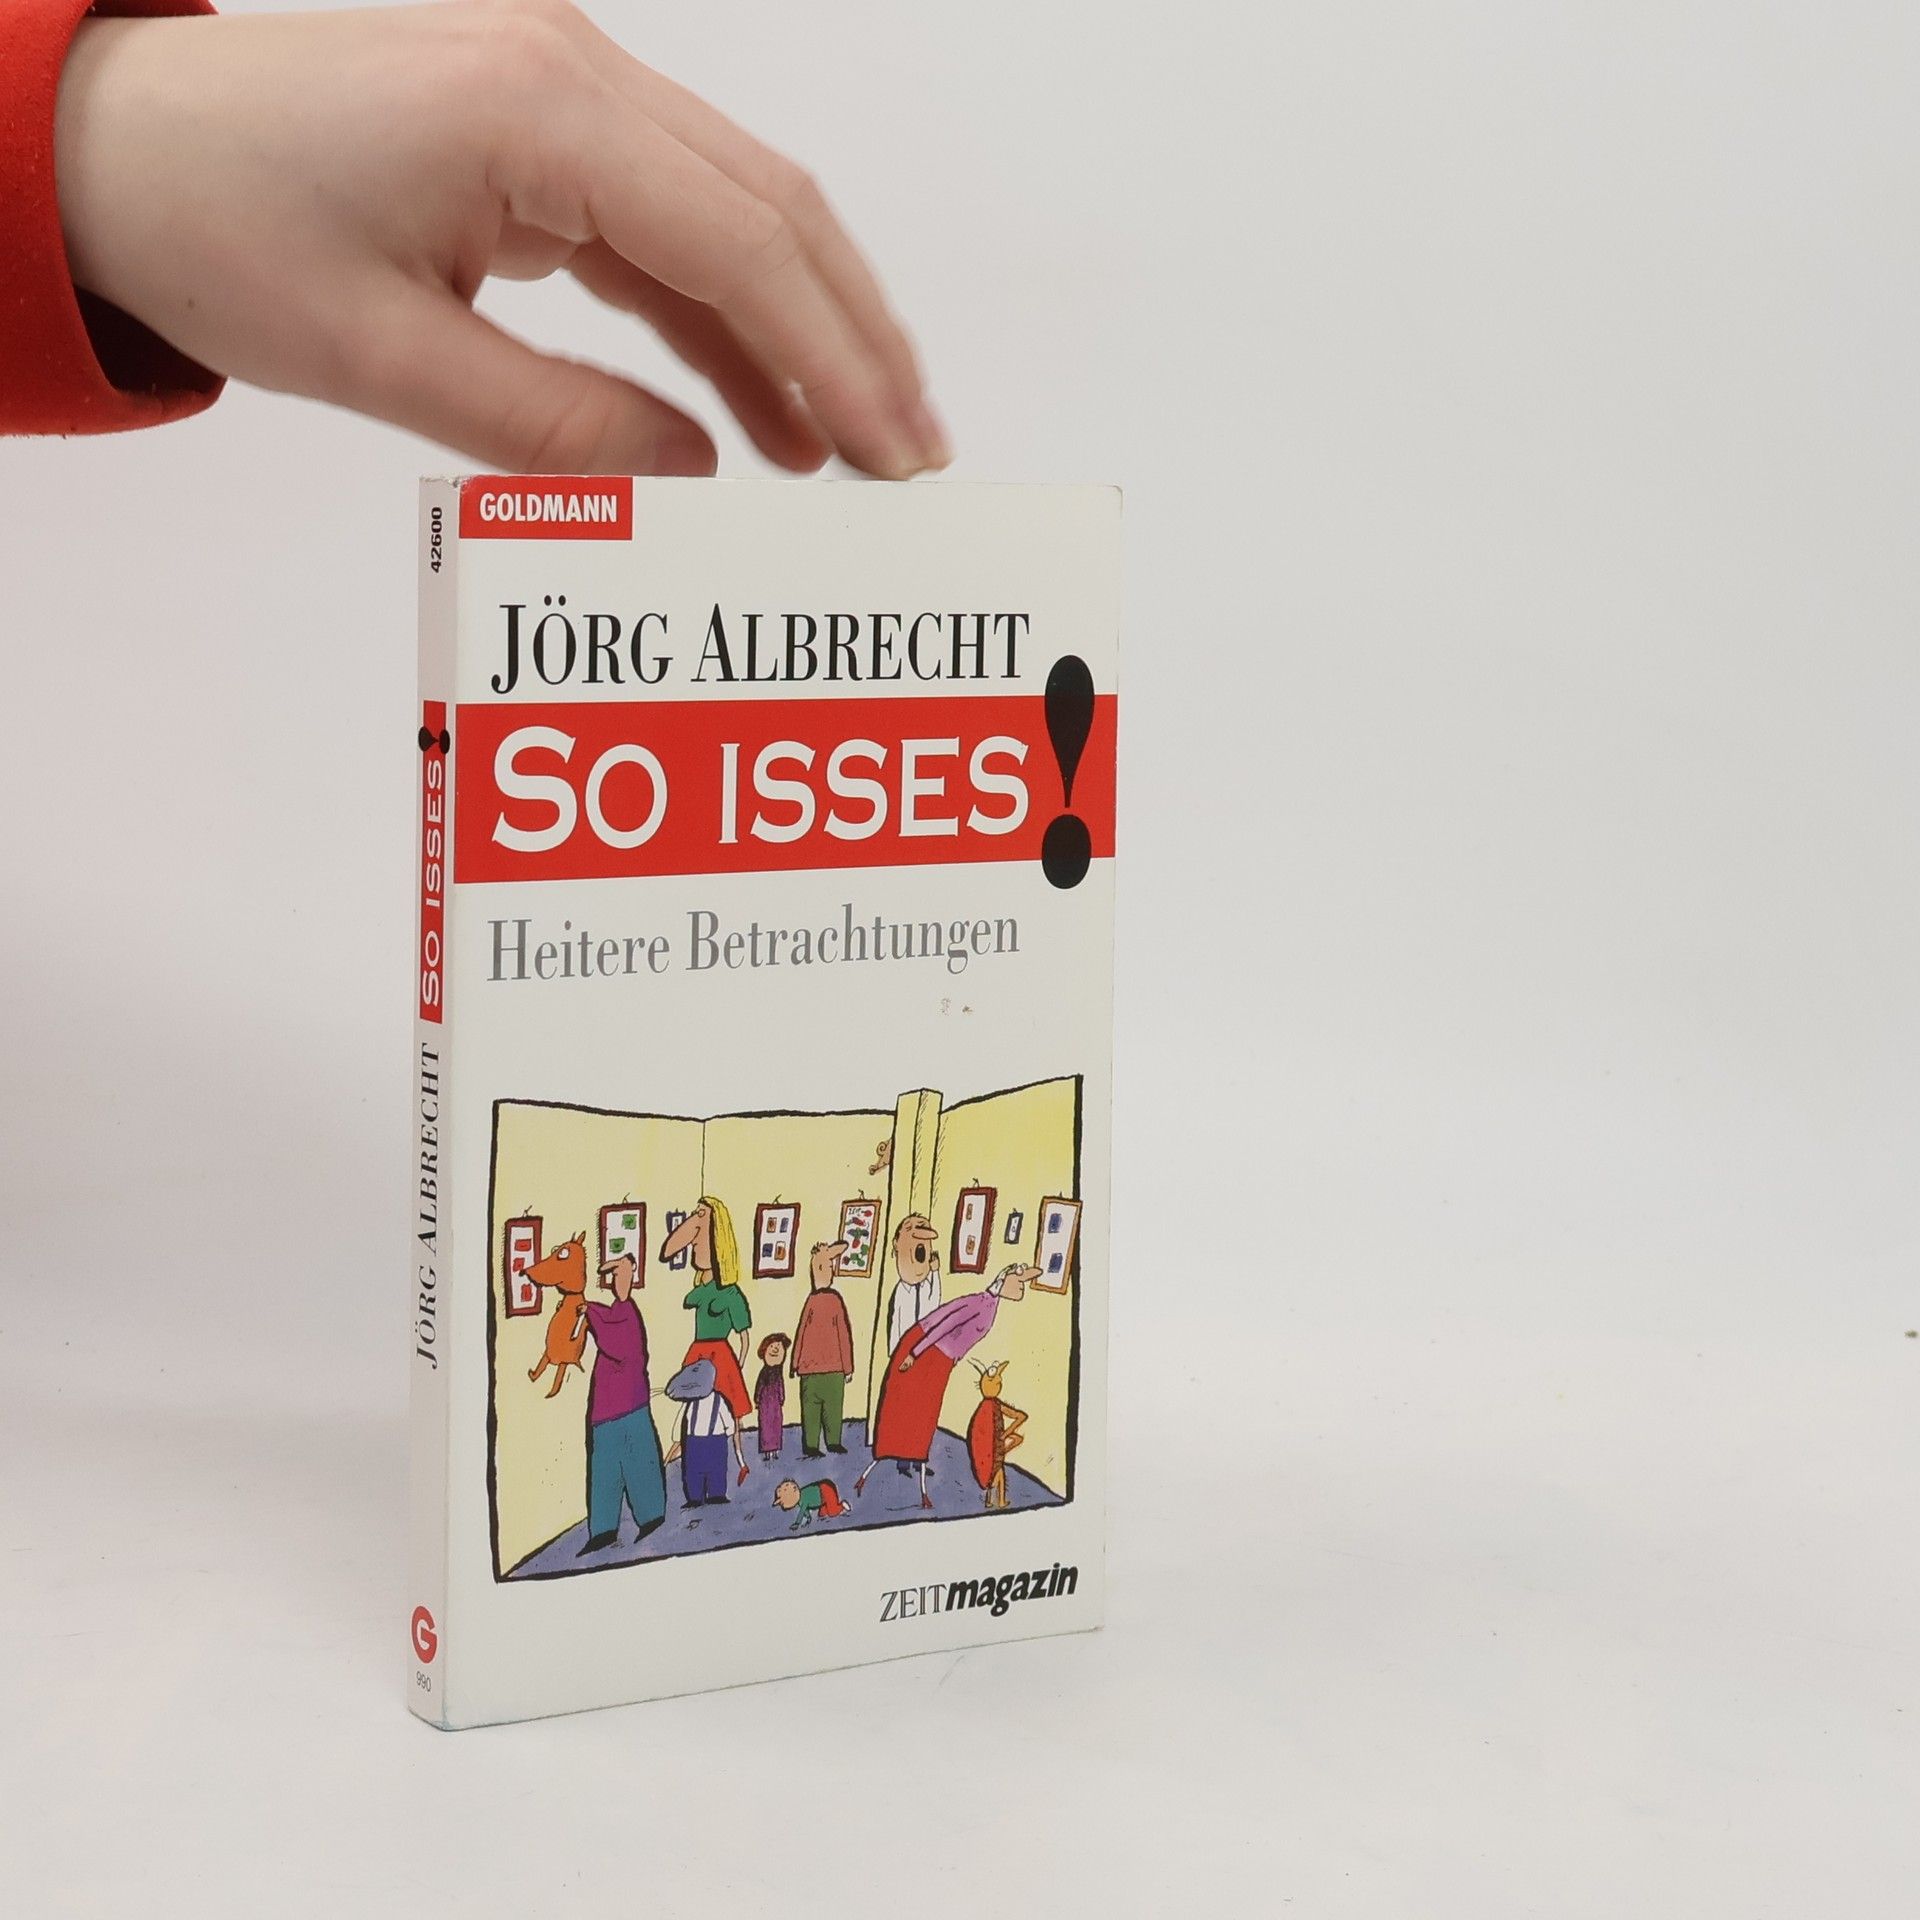 GOLDMANN
JÖRG ALBRECHT
SO ISSES!
Heitere Betrachtungen
ZEITmagazin
42600
SO ISSES!
JÖRG ALBRECHT
G
990